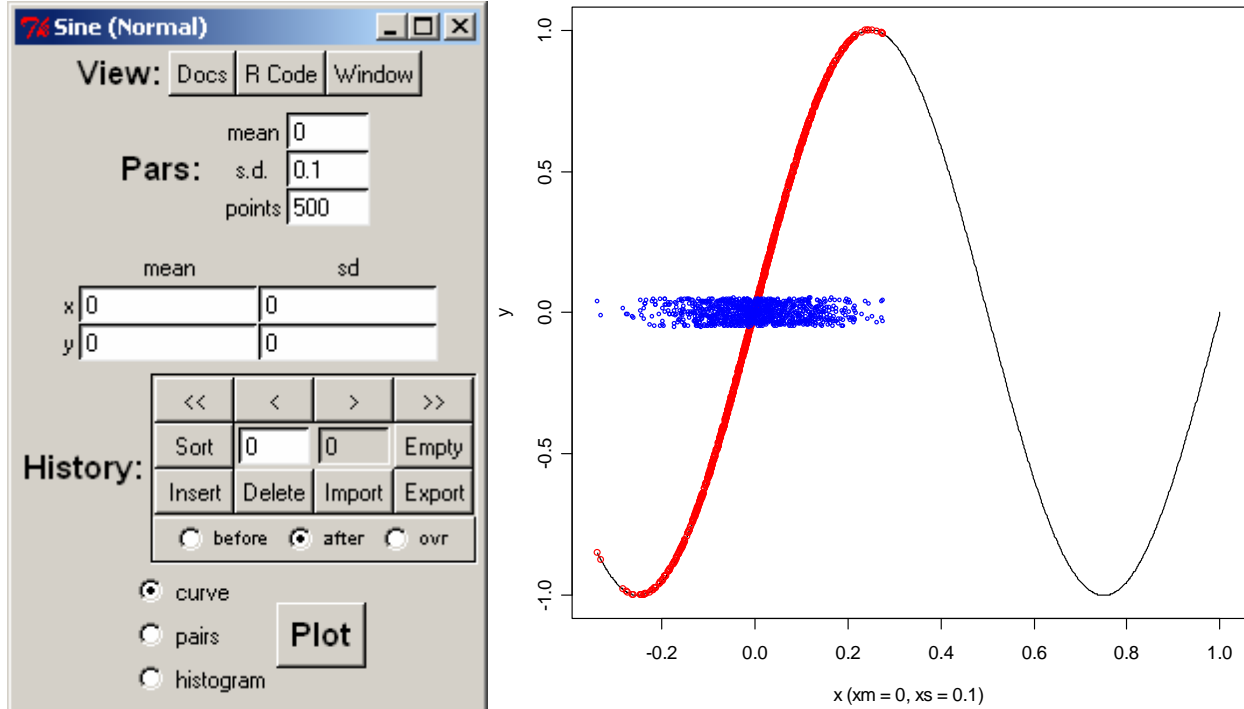 Sine (Normal)
View: Docs R Code Window
mean 0
Pars: s.d. 0.1
points 500
mean sd
x 0 0
y 0 0
<< < > >>
Sort 0 0 Empty
History:
Insert Delete Import Export
before after ovr
curve
pairs
Plot
histogram
1.0
0.5
0.0
-0.5
-1.0
y
-0.2 0.0 0.2 0.4 0.6 0.8 1.0
x (xm = 0, xs = 0.1)